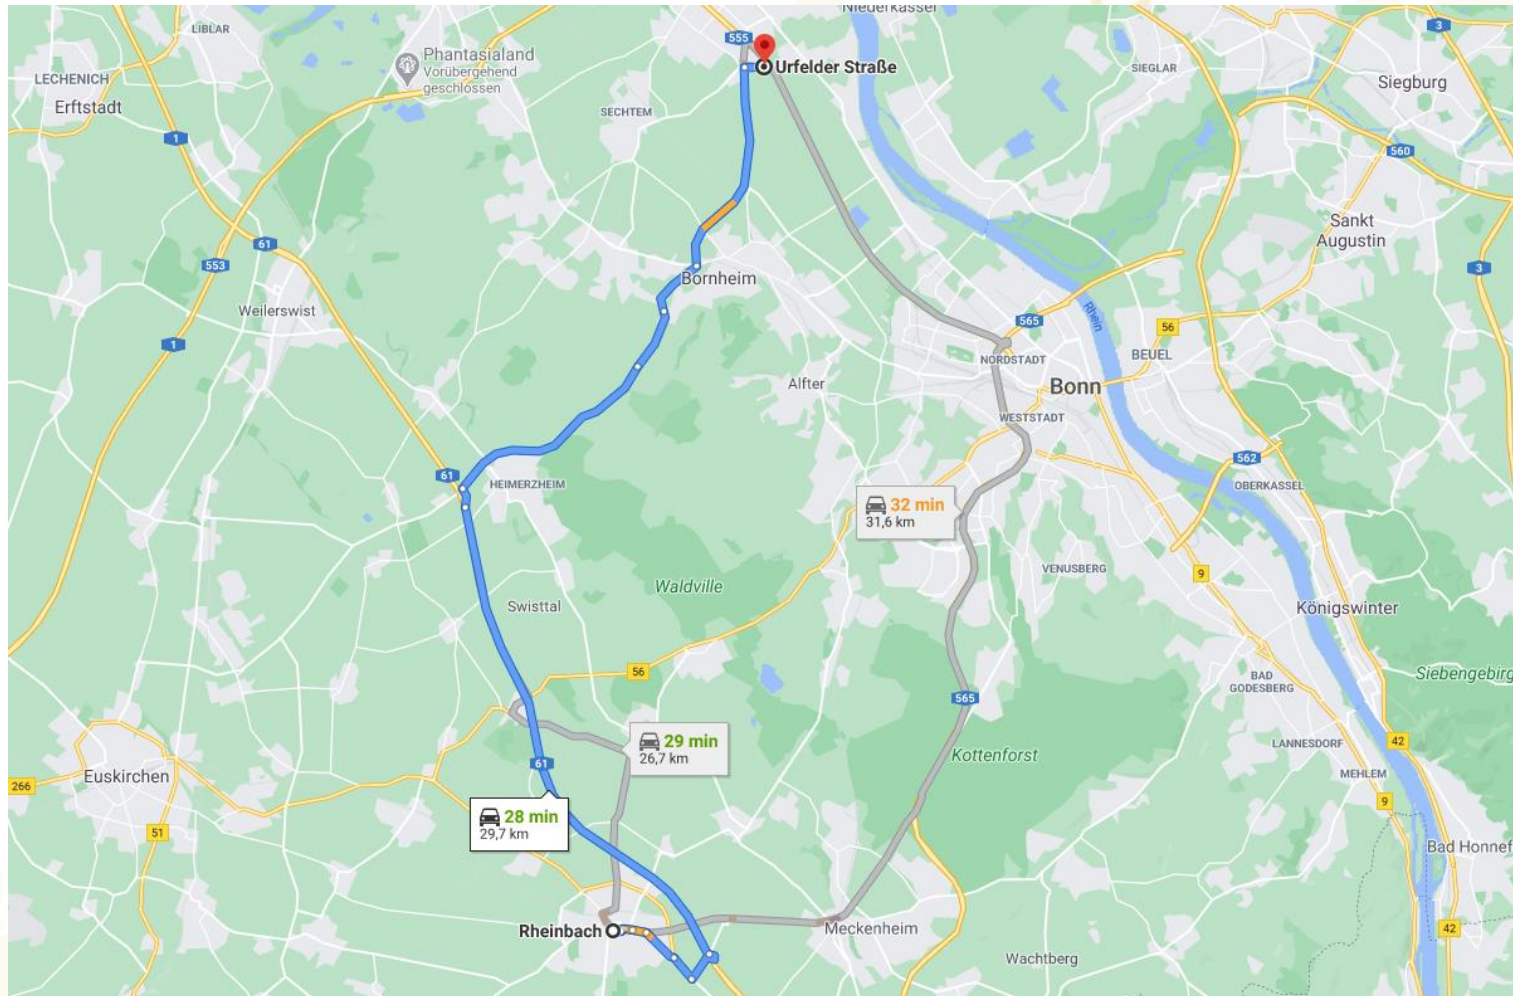 Niederkassel
LIBLAR
555
3
Phantasialand
Vorübergehend
geschlossen
Urfelder Straße
SIEGLAR
Siegburg
LECHENICH
Erftstadt
SECHTEM
1
560
Sankt
Augustin
61
553
3
Bornheim
Weilerswist
Rhein
565
56
1
NORDSTADT
BEUEL
Alfter
Bonn
WESTSTADT
562
61
HEIMERZHEIM
OBERKASSEL
32 min
31,6 km
VENUSBERG
9
Waldville
Swisttal
Königswinter
56
Siebengebirg
BAD
GODESBERG
565
29 min
26,7 km
42
LANNESDORF
Kottenforst
61
Euskirchen
MEHLEM
266
9
28 min
29,7 km
51
Bad Honnef
Rheinbach
Meckenheim
42
Wachtberg